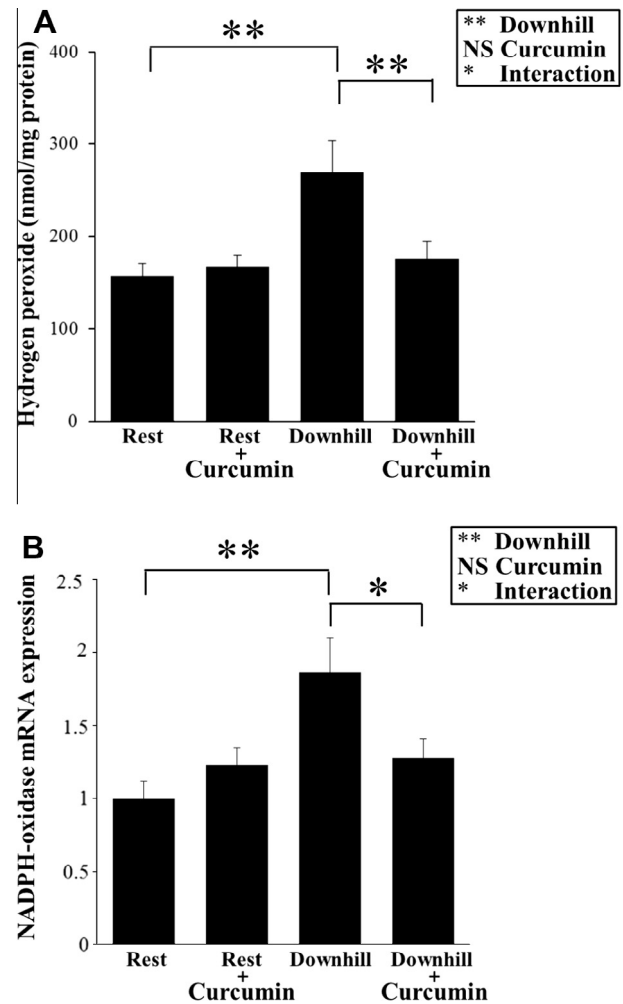 A
** Downhill
NS Curcumin
* Interaction
Hydrogen peroxide (nmol/mg protein)
400
300
200
100
0
**
**
Rest
Rest
+
Curcumin
Downhill
Downhill
+
Curcumin
B
** Downhill
NS Curcumin
* Interaction
NADPH-oxidase mRNA expression
2.5
2
1.5
1
0.5
0
**
*
Rest
Rest
+
Curcumin
Downhill
Downhill
+
Curcumin